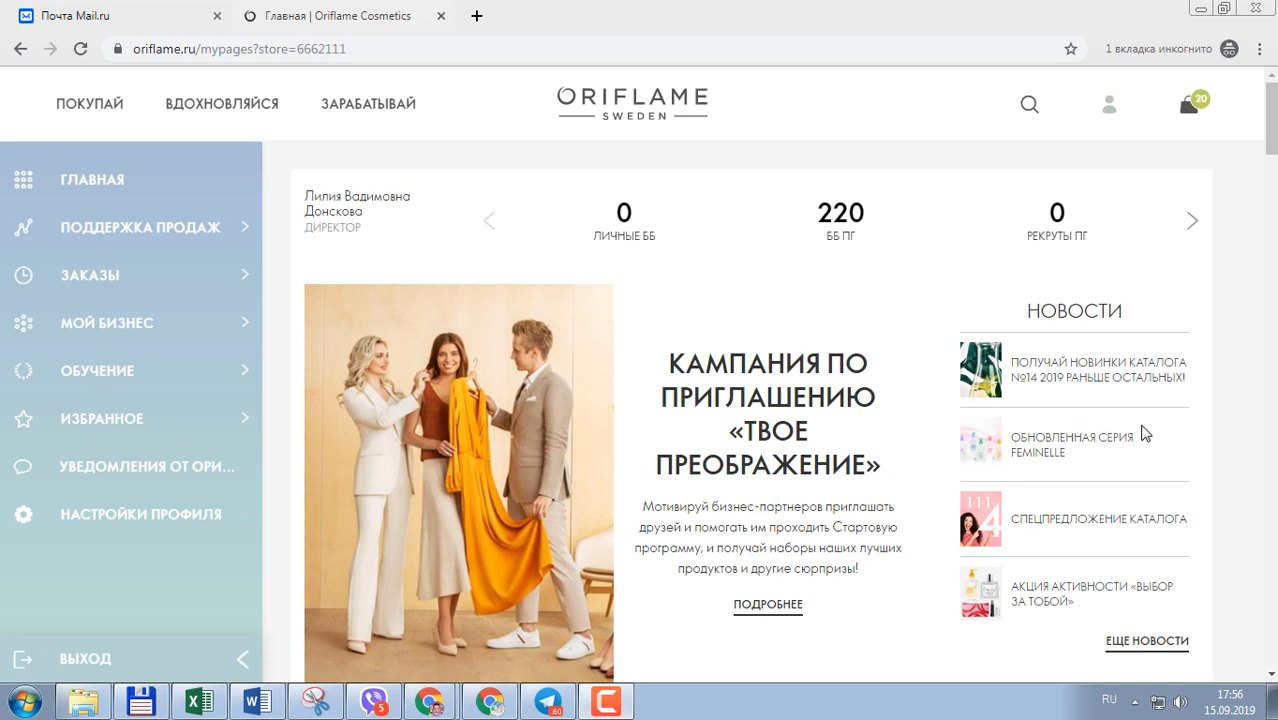 Почта Mail.ru
Главная | Oriflame Cosmetics
oriflame.ru/mypages?store=6662111
1 вкладка инкогнито
ПОКУПАЙ
ВДОХНОВЛЯЙСЯ
ЗАРАБАТЫВАЙ
ORIFLAME
SWEDEN
20
ГЛАВНАЯ
ПОДДЕРЖКА ПРОДАЖ
ЗАКАЗЫ
МОЙ БИЗНЕС
ОБУЧЕНИЕ
ИЗБРАННОЕ
УВЕДОМЛЕНИЯ ОТ ОРИ...
НАСТРОЙКИ ПРОФИЛЯ
ВЫХОД
Лилия Вадимовна
Донскова
ДИРЕКТОР
0
ЛИЧНЫЕ ББ
220
ББ ПГ
0
РЕКРУТЫ ПГ
КАМПАНИЯ ПО
ПРИГЛАШЕНИЮ
«ТВОЕ
ПРЕОБРАЖЕНИЕ»
Мотивируй бизнес-партнеров приглашать
друзей и помогать им проходить Стартовую
программу, и получай наборы наших лучших
продуктов и другие сюрпризы!
ПОДРОБНЕЕ
НОВОСТИ
ПОЛУЧАЙ НОВИНКИ КАТАЛОГА
№14 2019 РАНЬШЕ ОСТАЛЬНЫХ!
ОБНОВЛЕННАЯ СЕРИЯ
FEMINELLE
1·1·1·
4
СПЕЦПРЕДЛОЖЕНИЕ КАТАЛОГА
АКЦИЯ АКТИВНОСТИ «ВЫБОР
ЗА ТОБОЙ»
ЕЩЕ НОВОСТИ
5
60
RU
17:56
15.09.2019